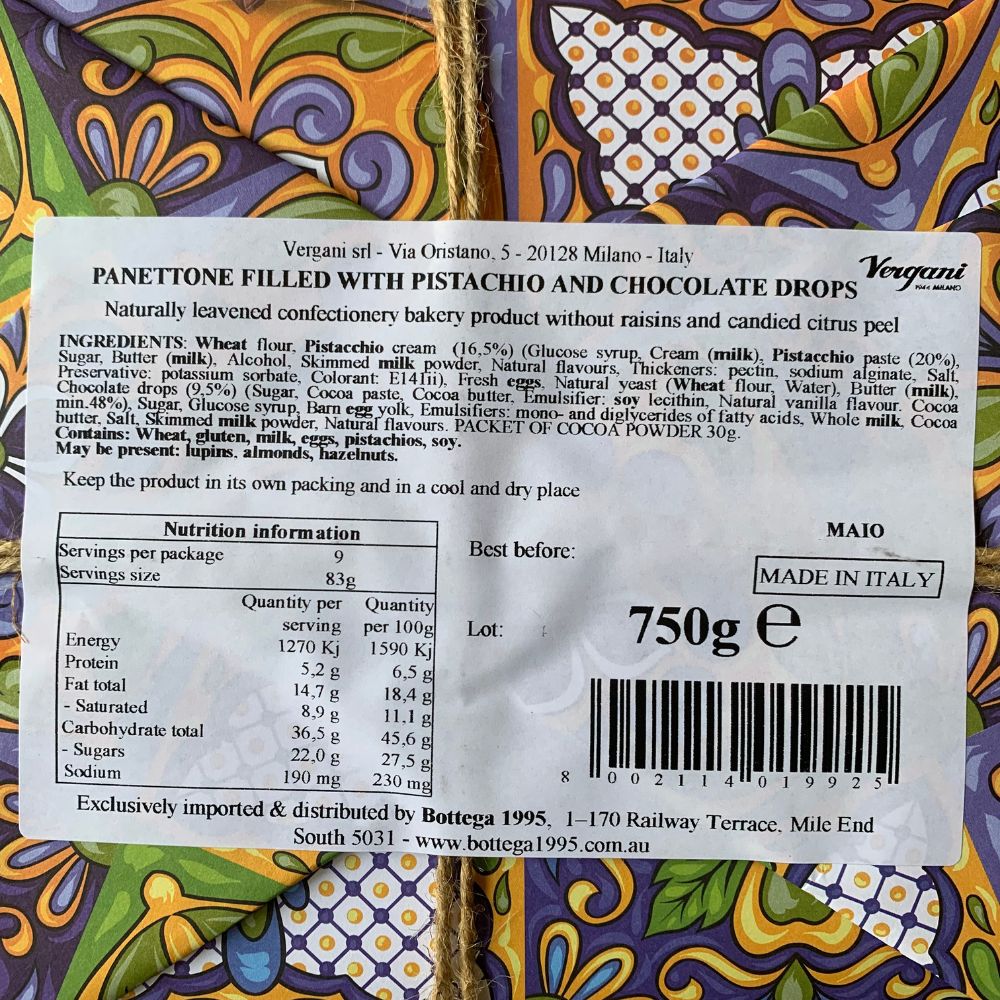 Vergani srl - Via Oristano, 5 - 20128 Milano - Italy
PANETTONE FILLED WITH PISTACHIO AND CHOCOLATE DROPS
Vergani
1944 MILANO
Naturally leavened confectionery bakery product without raisins and candied citrus peel
INGREDIENTS: Wheat flour, Pistacchio cream (16,5%) (Glucose syrup, Cream (milk), Pistacchio paste (20%),
Sugar, Butter (milk), Alcohol, Skimmed milk powder, Natural flavours, Thickeners: pectin, sodium alginate, Salt,
Preservative: potassium sorbate, Colorant: E141ii), Fresh eggs, Natural yeast (Wheat flour, Water), Butter (milk),
Chocolate drops (9,5%) (Sugar, Cocoa paste, Cocoa butter, Emulsifier: soy lecithin, Natural vanilla flavour. Cocoa
min.48%), Sugar, Glucose syrup, Barn egg yolk, Emulsifiers: mono- and diglycerides of fatty acids, Whole milk, Cocoa
butter, Salt, Skimmed milk powder, Natural flavours. PACKET OF COCOA POWDER 30g.
Contains: Wheat, gluten, milk, eggs, pistachios, soy.
May be present: lupins, almonds, hazelnuts.
Keep the product in its own packing and in a cool and dry place
Nutrition information
Servings per package 9
Servings size 83g
Quantity per serving Quantity per 100g
Energy 1270 Kj 1590 Kj
Protein 5,2 g 6,5 g
Fat total 14,7 g 18,4 g
- Saturated 8,9 g 11,1 g
Carbohydrate total 36,5 g 45,6 g
- Sugars 22,0 g 27,5 g
Sodium 190 mg 230 mg
Best before:
MAIO
MADE IN ITALY
Lot:
750g e
8 002114 019925
Exclusively imported & distributed by Bottega 1995, 1-170 Railway Terrace, Mile End
South 5031 - www.bottega1995.com.au